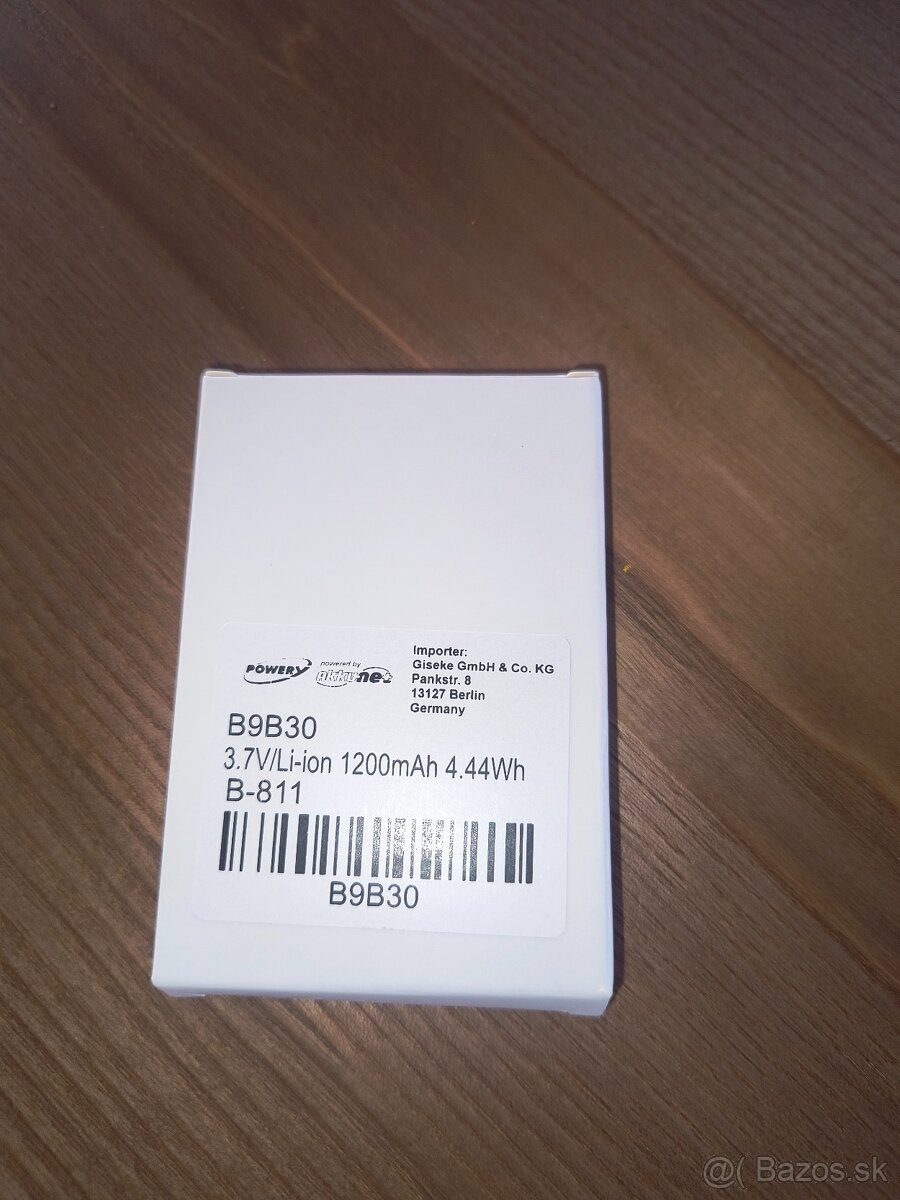 POWERY
powered by
akku.net
Importer:
Giseke GmbH & Co. KG
Pankstr. 8
13127 Berlin
Germany
B9B30
3.7V/Li-ion 1200mAh 4.44Wh
B-811
B9B30
@( Bazos.sk